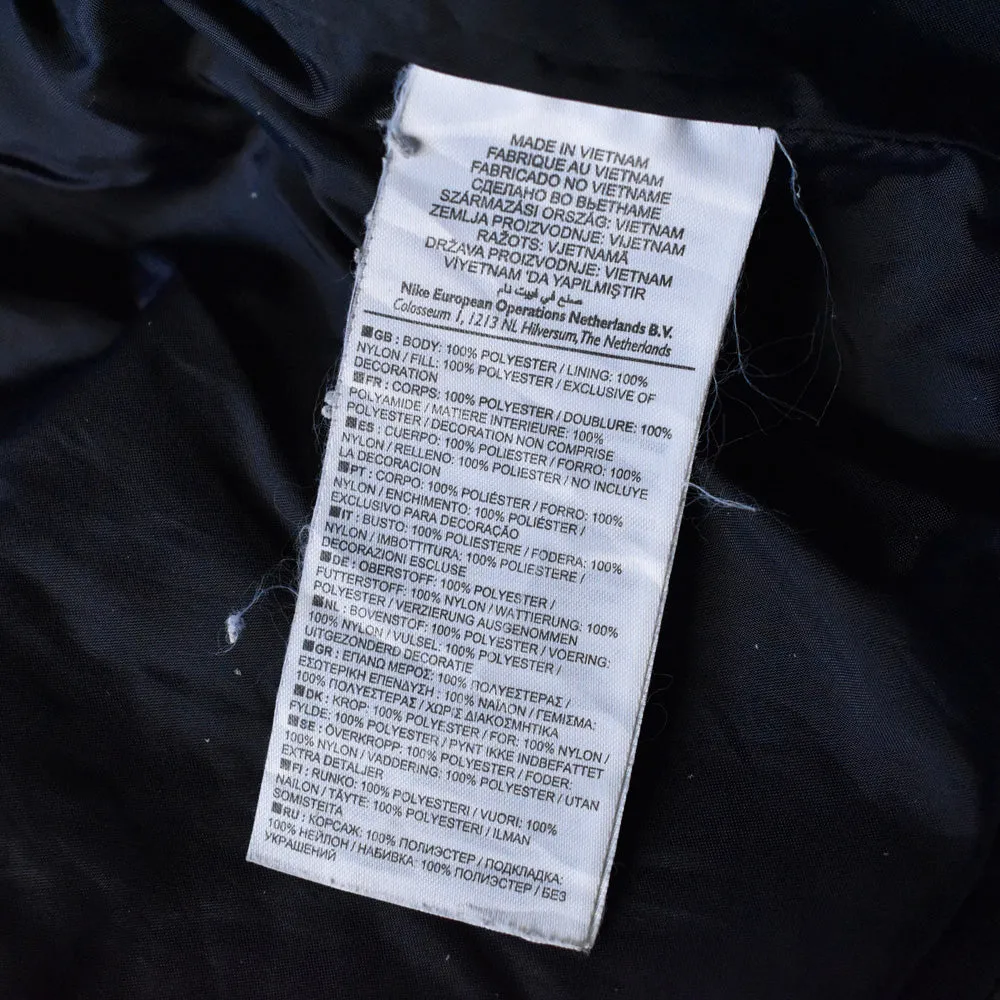 MADE IN VIETNAM
FABRIQUE AU VIETNAM
FABRICADO NO VIETNAME
СДЕЛАНО ВО ВЬЕТНАМЕ
SZÁRMAZÁSI ORSZÁG: VIETNAM
ZEMLJA PROIZVODNJE: VIJETNAM
RAŽOTS: VJETNAMĀ
DRŽAVA PROIZVODNJE: VIETNAM
VİYETNAM 'DA YAPILMIŞTIR
صنع في فييت نام
Nike European Operations Netherlands B.V.
Colosseum 1, 1213 NL Hilversum, The Netherlands
GB : BODY: 100% POLYESTER / LINING: 100%
NYLON / FILL: 100% POLYESTER / EXCLUSIVE OF
DECORATION
FR : CORPS: 100% POLYESTER / DOUBLURE: 100%
POLYAMIDE / MATIERE INTERIEURE: 100%
POLYESTER / DECORATION NON COMPRISE
ES : CUERPO: 100% POLIESTER / FORRO: 100%
NYLON / RELLENO: 100% POLIESTER / NO INCLUYE
LA DECORACION
PT : CORPO: 100% POLIÉSTER / FORRO: 100%
NYLON / ENCHIMENTO: 100% POLIÉSTER /
EXCLUSIVO PARA DECORAÇÃO
IT : BUSTO: 100% POLIESTERE / FODERA: 100%
NYLON / IMBOTTITURA: 100% POLIESTERE /
DECORAZIONI ESCLUSE
DE : OBERSTOFF: 100% POLYESTER /
FUTTERSTOFF: 100% NYLON / WATTIERUNG: 100%
POLYESTER / VERZIERUNG AUSGENOMMEN
NL : BOVENSTOF: 100% POLYESTER / VOERING:
100% NYLON / VULSEL: 100% POLYESTER /
UITGEZONDERD DECORATIE
GR : ΕΠΑΝΩ ΜΕΡΟΣ: 100% ΠΟΛΥΕΣΤΕΡΑΣ /
ΕΣΩΤΕΡΙΚΗ ΕΠΕΝΔΥΣΗ : 100% ΝΑΪΛΟΝ / ΓΕΜΙΣΜΑ:
100% ΠΟΛΥΕΣΤΕΡΑΣ / ΧΩΡΙΣ ΔΙΑΚΟΣΜΗΤΙΚΑ
DK : KROP: 100% POLYESTER / FOR: 100% NYLON /
FYLDE: 100% POLYESTER / PYNT IKKE INDBEFATTET
SE : ÖVERKROPP: 100% POLYESTER / FODER:
100% NYLON / VADDERING: 100% POLYESTER / UTAN
EXTRA DETALJER
FI : RUNKO: 100% POLYESTERI / VUORI: 100%
NAILON / TÄYTE: 100% POLYESTERI / ILMAN
SOMISTEITA
RU : КОРСАЖ: 100% ПОЛИЭСТЕР / ПОДКЛАДКА:
100% НЕЙЛОН / НАБИВКА: 100% ПОЛИЭСТЕР / БЕЗ
УКРАШЕНИЙ